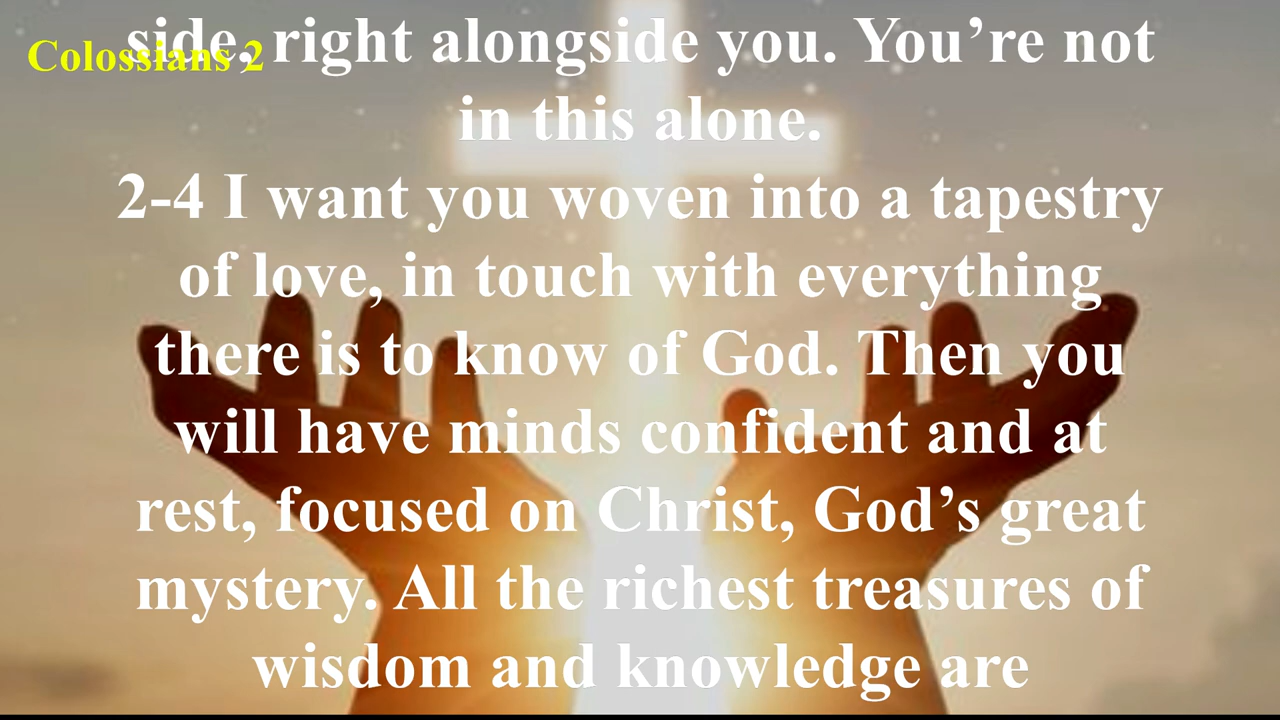 Colossians 2
side, right alongside you. You’re not
in this alone.
2-4 I want you woven into a tapestry
of love, in touch with everything
there is to know of God. Then you
will have minds confident and at
rest, focused on Christ, God’s great
mystery. All the richest treasures of
wisdom and knowledge are